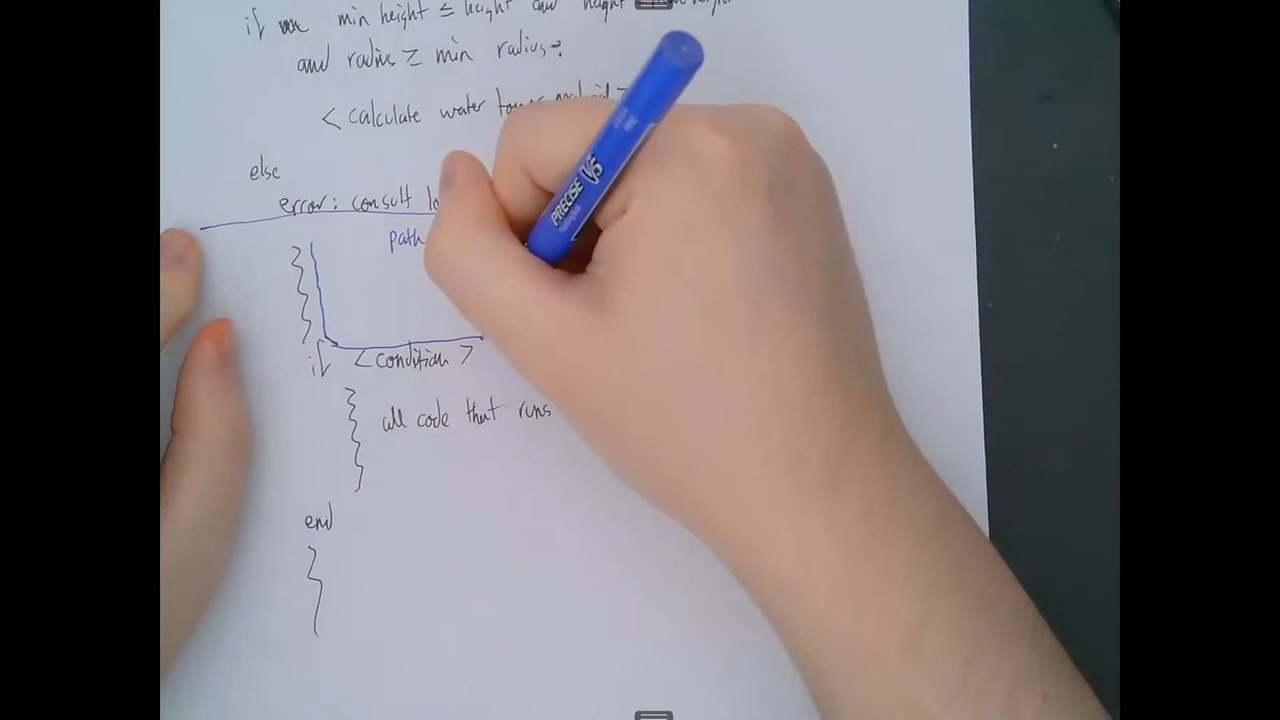 if min height ≤ height and height
and radius ≥ min radius:
< calculate water tower
else
error: consult
path
if < condition >
all code that runs
end
PRECISE V5